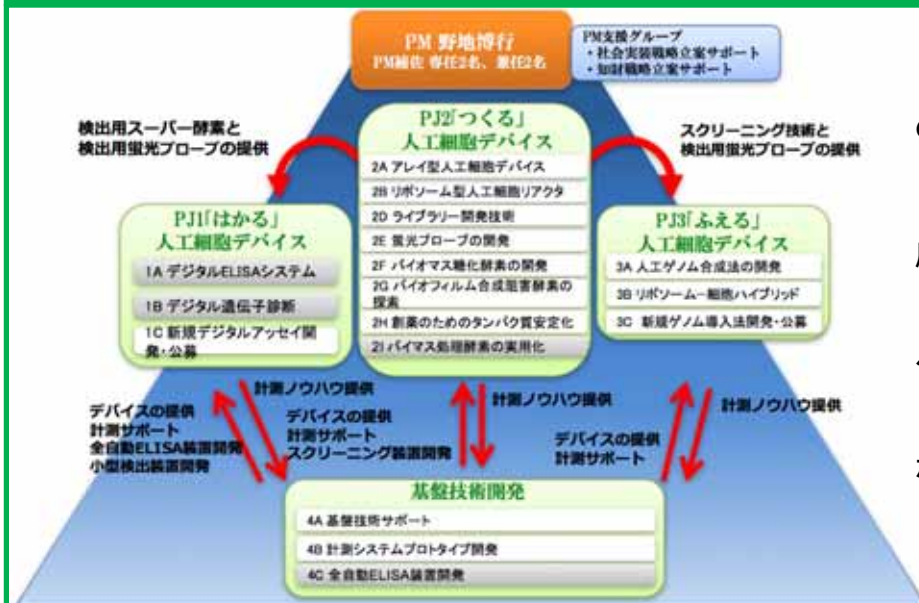 PM 野地博行
PM補佐 専任2名、兼任2名
PM支援グループ
・社会実装戦略立案サポート
・知財戦略立案サポート
検出用スーパー酵素と
検出用蛍光プローブの提供
スクリーニング技術と
検出用蛍光プローブの提供
PJ2「つくる」
人工細胞デバイス
2A アレイ型人工細胞デバイス
2B リポソーム型人工細胞リアクタ
2D ライブラリー開発技術
2E 蛍光プローブの開発
2F バイオマス糖化酵素の開発
2G バイオフィルム合成阻害酵素の
探索
2H 創薬のためのタンパク質安定化
2I バイマス処理酵素の実用化
PJ1「はかる」
人工細胞デバイス
1A デジタルELISAシステム
1B デジタル遺伝子診断
1C 新規デジタルアッセイ開
発・公募
PJ3「ふえる」
人工細胞デバイス
3A 人工ゲノム合成法の開発
3B リポソーム-細胞ハイブリッド
3C 新規ゲノム導入法開発・公募
デバイスの提供
計測サポート
全自動ELISA装置開発
小型検出装置開発
計測ノウハウ提供
デバイスの提供
計測サポート
スクリーニング装置開発
計測ノウハウ提供
デバイスの提供
計測サポート
計測ノウハウ提供
基盤技術開発
4A 基盤技術サポート
4B 計測システムプロトタイプ開発
4C 全自動ELISA装置開発